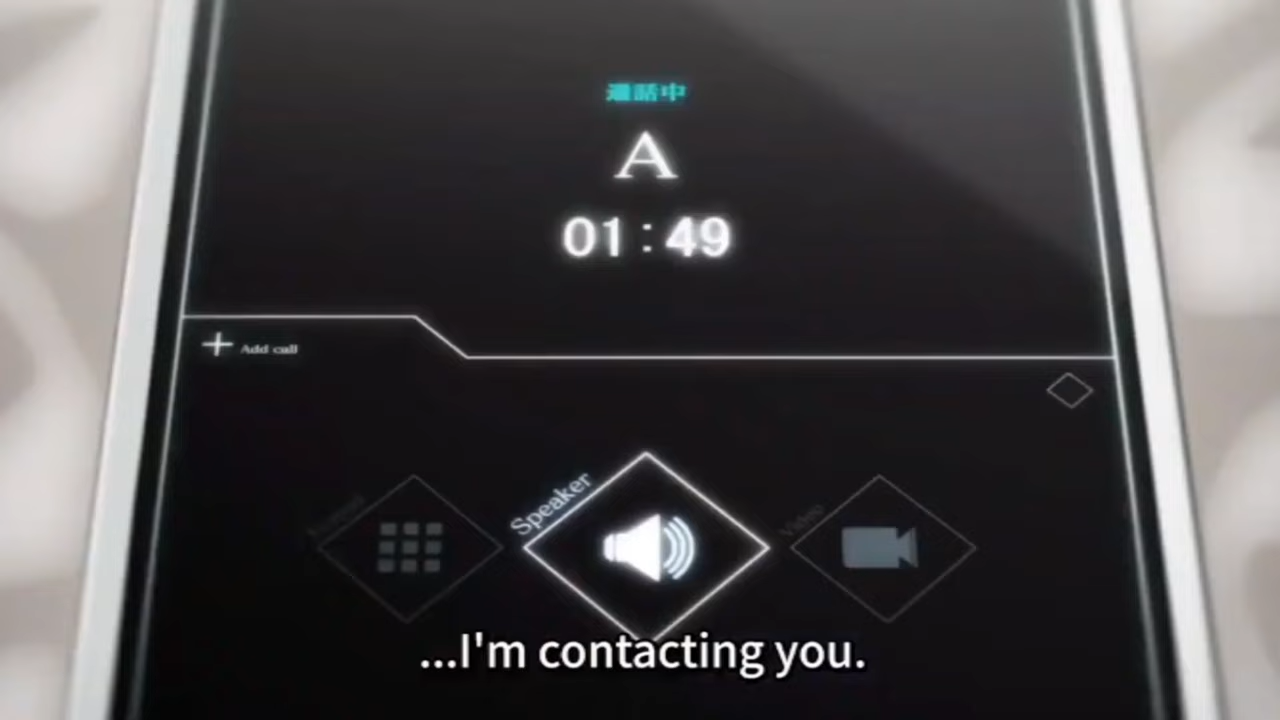 通話中
A
01:49
Add call
Speaker
Video
...I'm contacting you.